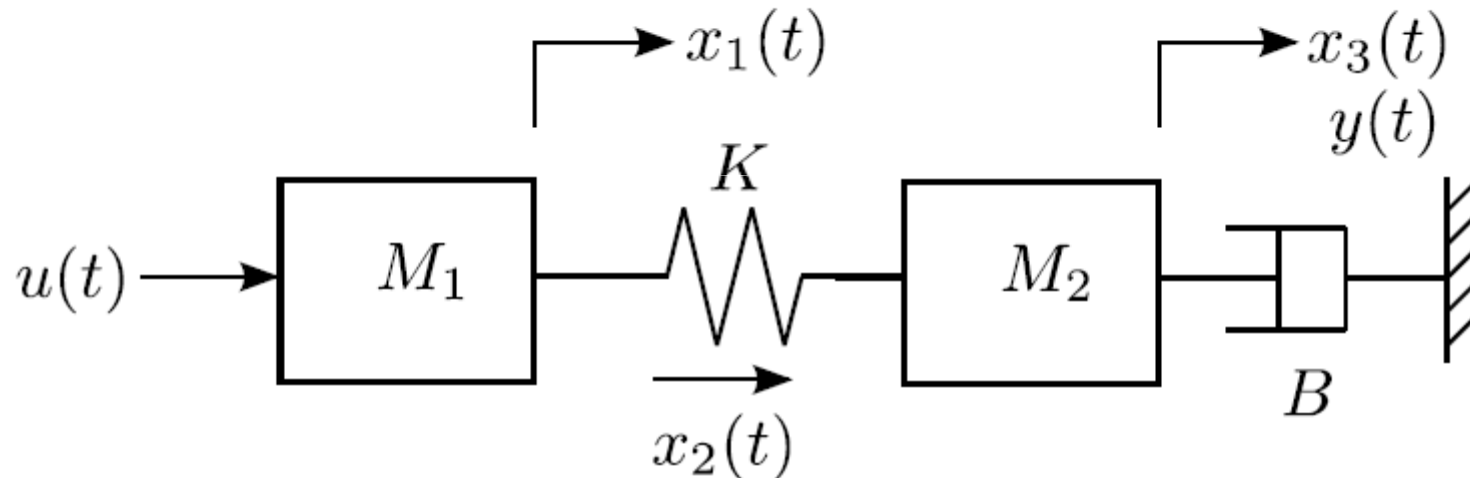 x₁(t)
x₃(t)
y(t)
K
u(t)
M₁
M₂
B
x₂(t)